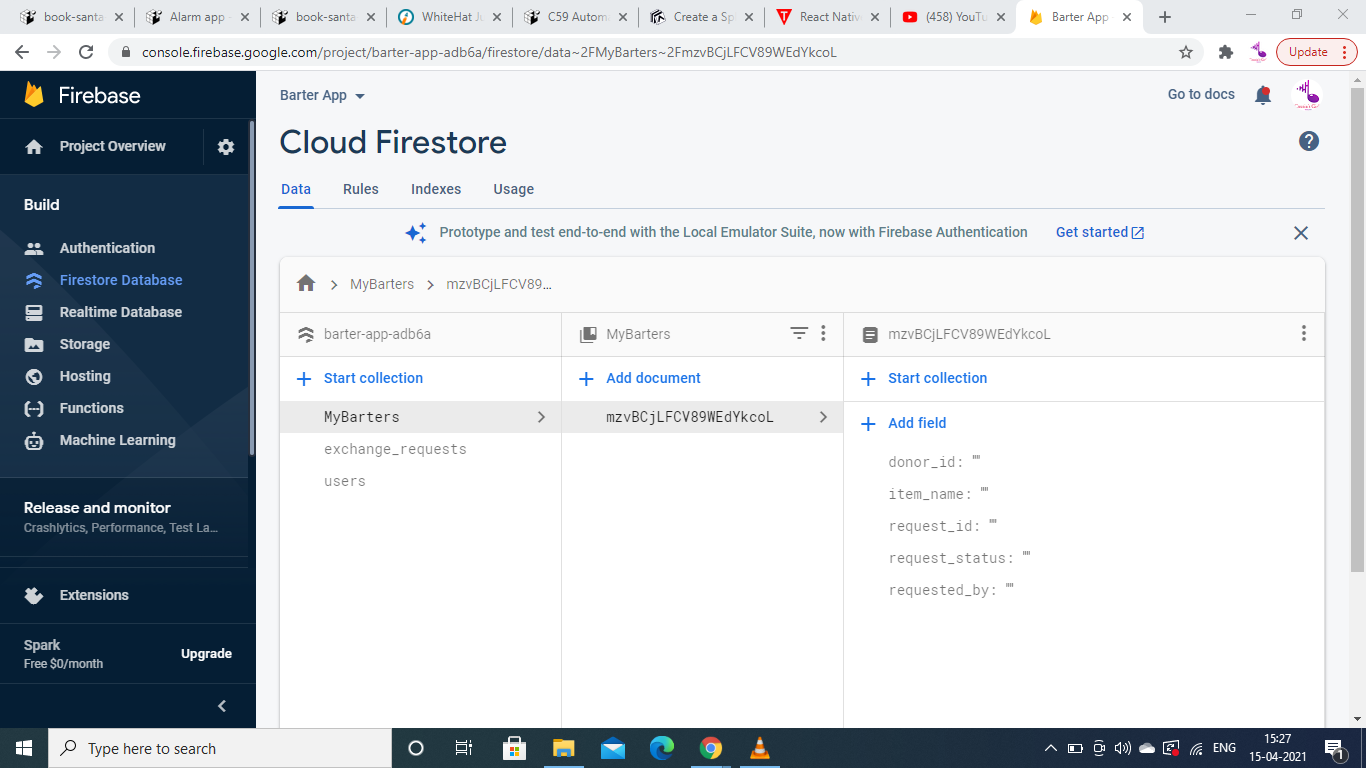 book-santa
Alarm app -
book-santa
WhiteHat Ju
C59 Autom
Create a Sp
React Nativ
(458) YouTu
Barter App
console.firebase.google.com/project/barter-app-adb6a/firestore/data~2FMyBarters~2FmzvBCjLFCV89WEdYkcoL
Update
Firebase
Project Overview
Build
Authentication
Firestore Database
Realtime Database
Storage
Hosting
Functions
Machine Learning
Release and monitor
Crashlytics, Performance, Test La...
Extensions
Spark
Free $0/month
Upgrade
Barter App
Go to docs
Cloud Firestore
Data Rules Indexes Usage
Prototype and test end-to-end with the Local Emulator Suite, now with Firebase Authentication Get started
MyBarters
mzvBCjLFCV89...
barter-app-adb6a
Start collection
MyBarters
exchange_requests
users
MyBarters
Add document
mzvBCjLFCV89WEdYkcoL
mzvBCjLFCV89WEdYkcoL
Start collection
Add field
donor_id: ""
item_name: ""
request_id: ""
request_status: ""
requested_by: ""
Type here to search
ENG
15:27
15-04-2021
1